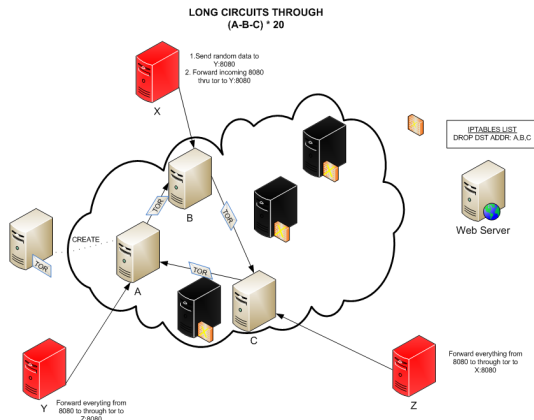 LONG CIRCUITS THROUGH
(A-B-C) * 20
1.Send random data to
Y:8080
2. Forward incoming 8080
thru tor to Y:8080
X
IPTABLES LIST
DROP DST ADDR: A,B,C
TOR
B
TOR
Web Server
CREATE
TOR
A
TOR
C
Forward everything from
8080 to through tor to
X:8080
Z
Y
Forward everyting from
8080 to through tor to
Z:8080